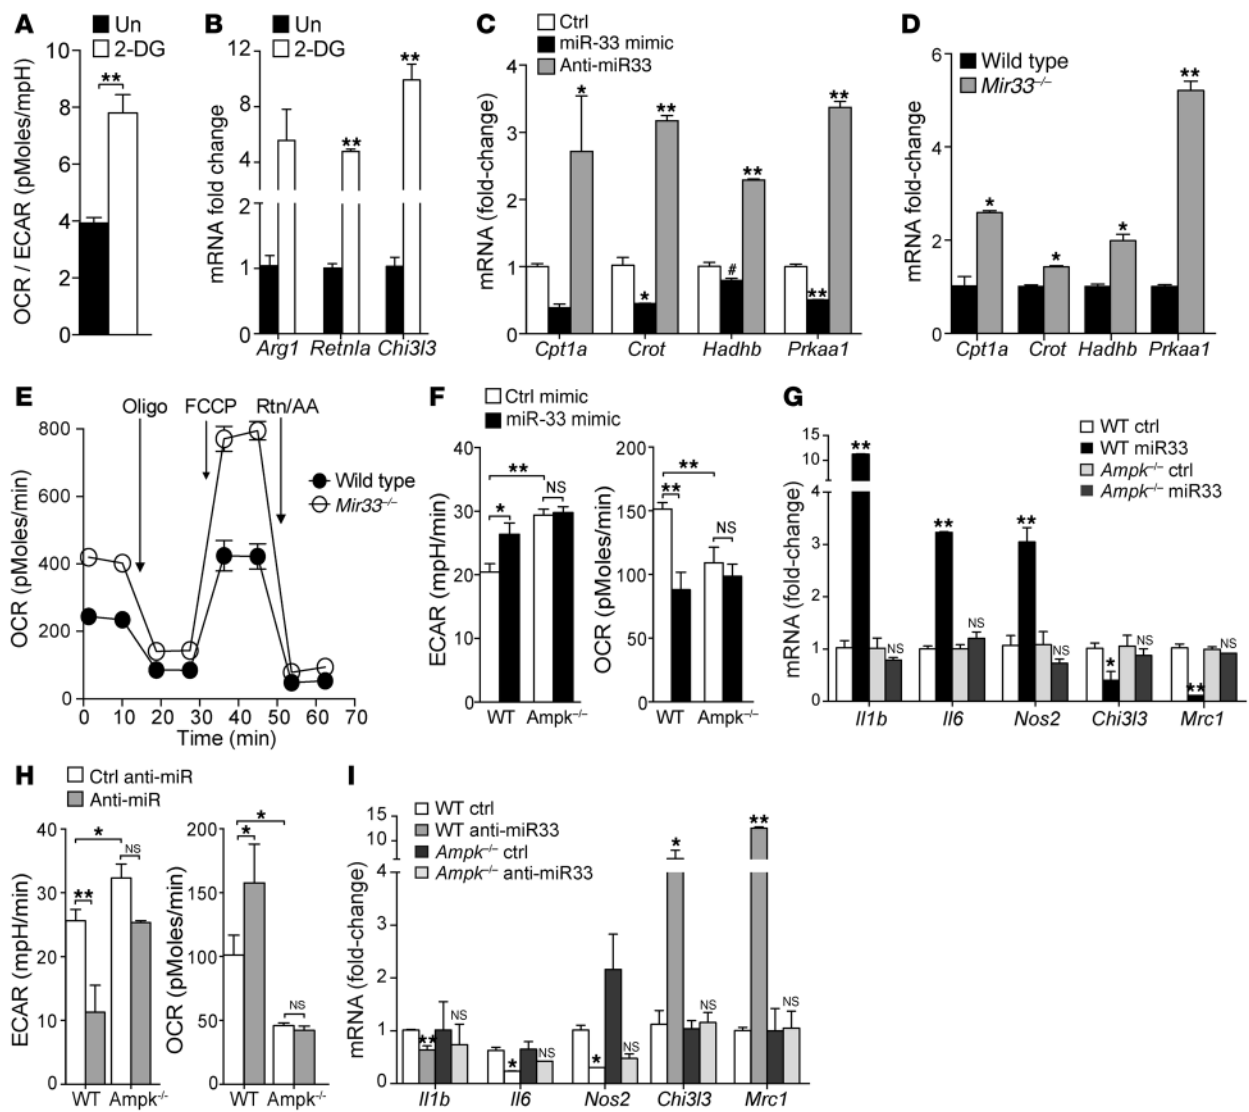 A
Un
2-DG
OCR / ECAR (pMoles/mpH)
10
8
6
4
2
0
**
B
Un
2-DG
mRNA fold change
12
8
4
2
1
0
**
**
Arg1 Retnla Chi3l3
C
Ctrl
miR-33 mimic
Anti-miR33
mRNA (fold-change)
4
3
2
1
0
*
*
**
#
**
**
**
Cpt1a Crot Hadhb Prkaa1
D
Wild type
Mir33–/–
mRNA fold change
6
4
2
0
*
*
*
**
Cpt1a Crot Hadhb Prkaa1
E
Oligo FCCP Rtn/AA
Wild type
Mir33–/–
OCR (pMoles/min)
800
600
400
200
0
0 10 20 30 40 50 60 70
Time (min)
F
Ctrl mimic
miR-33 mimic
ECAR (mpH/min)
40
30
20
10
0
**
*
NS
WT Ampk–/–
OCR (pMoles/min)
200
150
100
50
0
**
**
NS
WT Ampk–/–
G
WT ctrl
WT miR33
Ampk–/– ctrl
Ampk–/– miR33
mRNA (fold-change)
15
10
4
3
2
1
0
**
NS
**
NS
**
NS
*
NS
**
NS
Il1b Il6 Nos2 Chi3l3 Mrc1
H
Ctrl anti-miR
Anti-miR
ECAR (mpH/min)
40
30
20
10
0
*
**
NS
WT Ampk–/–
OCR (pMoles/min)
200
150
100
50
0
*
*
NS
WT Ampk–/–
I
WT ctrl
WT anti-miR33
Ampk–/– ctrl
Ampk–/– anti-miR33
mRNA (fold-change)
15
10
5
4
3
2
1
0
**
NS
*
NS
*
NS
*
NS
**
NS
Il1b Il6 Nos2 Chi3l3 Mrc1